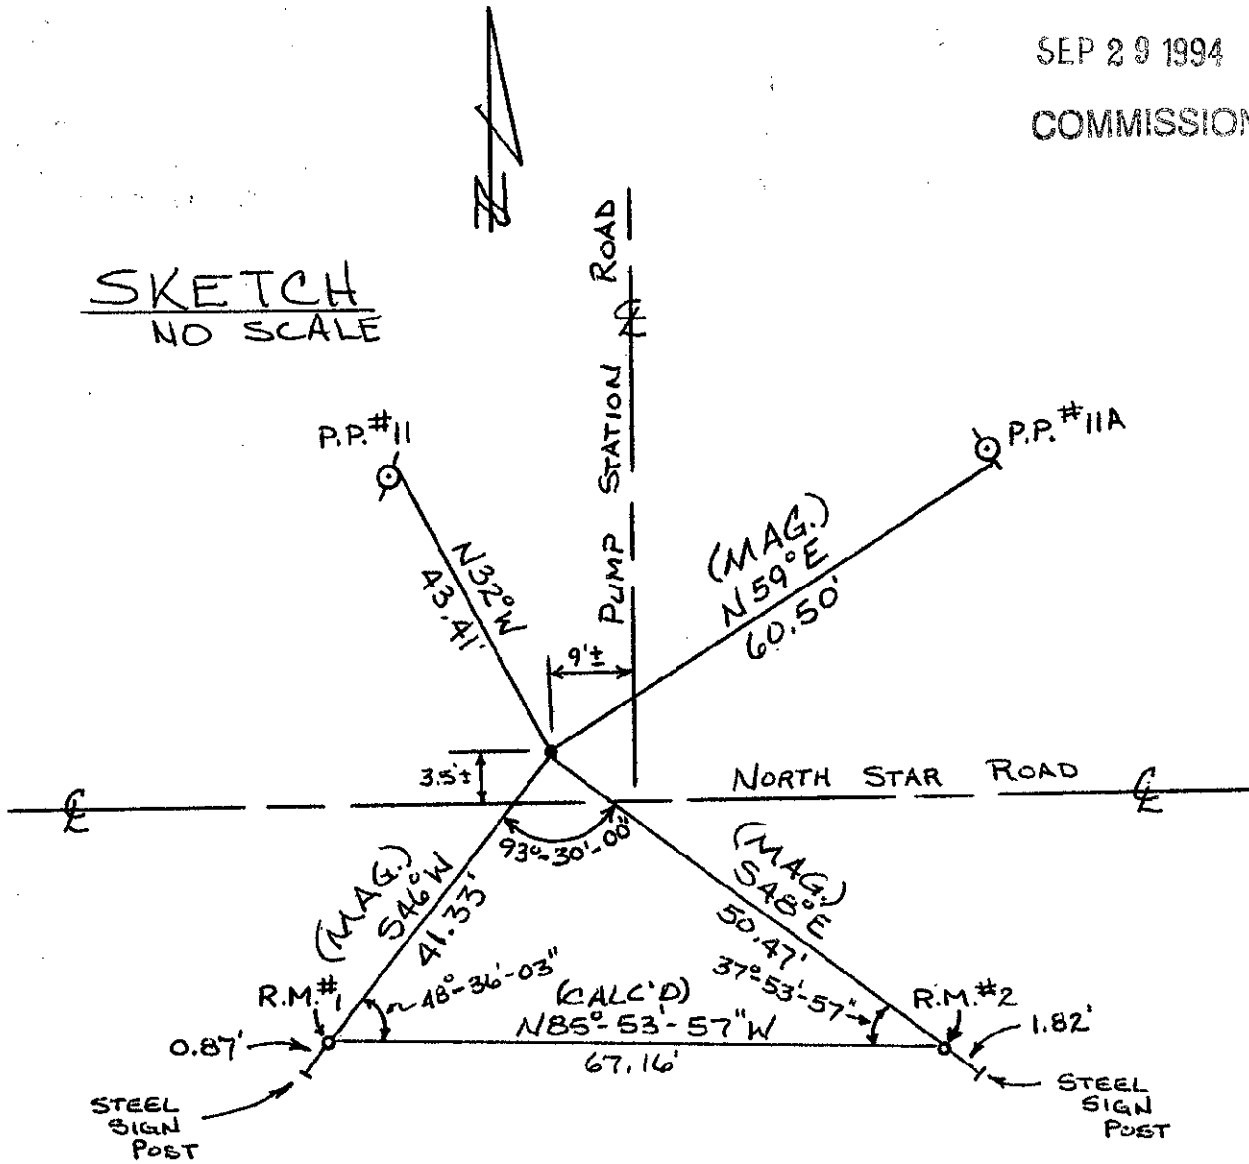 SEP 29 1994
COMMISSION
N
SKETCH
NO SCALE
PUMP STATION ROAD
℄
P.P.#11
P.P.#11A
N32°W
43.41'
(MAG.)
N59°E
60.50'
9'±
3.5'±
NORTH STAR ROAD
℄
℄
93°-30'-00"
(MAG.)
S46°W
41.33'
(MAG.)
S48°E
50.47'
R.M.#1
48°-36'-03"
(CALC'D)
N85°-53'-57"W
67.16'
37°-53'-57"
R.M.#2
0.87'
1.82'
STEEL
SIGN
POST
STEEL
SIGN
POST